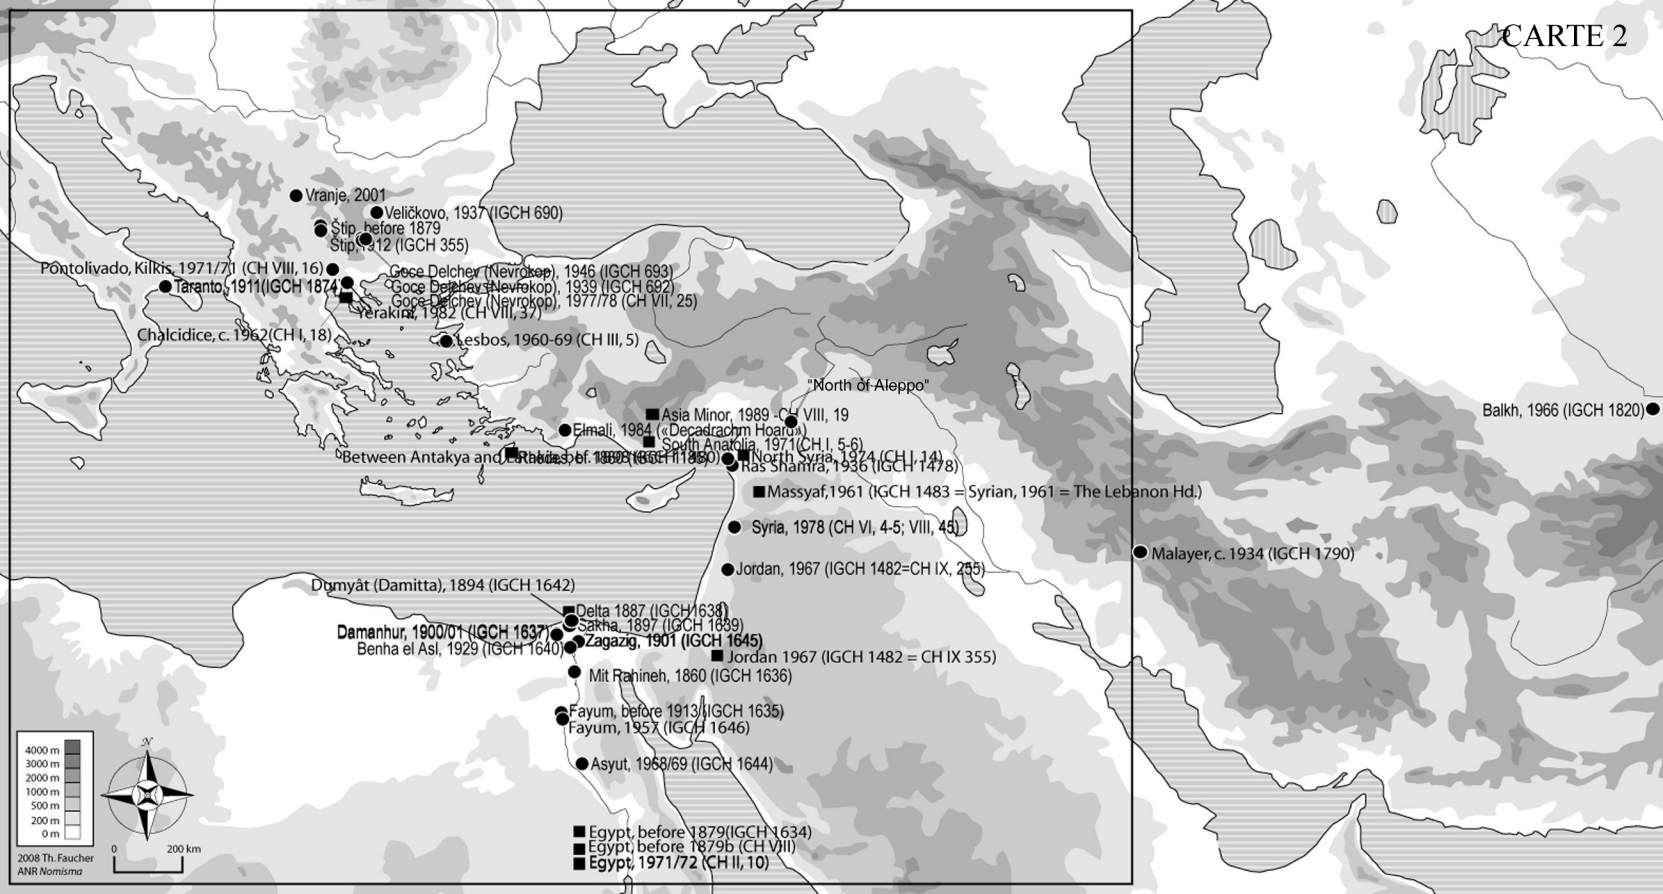 CARTE 2
Vranje, 2001
Veličkovo, 1937 (IGCH 690)
Štip, before 1879
Štip, 1912 (IGCH 355)
Pontolivado, Kilkis, 1971/71 (CH VIII, 16)
Goce Delchev (Nevrokop), 1946 (IGCH 693)
Taranto, 1911(IGCH 1874)
Goce Delchev (Nevrokop), 1939 (IGCH 692)
Goce Delchev (Nevrokop), 1977/78 (CH VII, 25)
Yerakini, 1982 (CH VIII, 37)
Chalcidice, c. 1962(CH I, 18)
Lesbos, 1960-69 (CH III, 5)
"North of Aleppo"
Balkh, 1966 (IGCH 1820)
Asia Minor, 1989 -CH VIII, 19
Elmali, 1984 («Decadrachm Hoard»)
South Anatolia, 1971(CH I, 5-6)
Between Antakya and
North Syria, 1974 (CH I, 14)
Ras Shamra, 1936 (IGCH 1478)
Massyaf,1961 (IGCH 1483 = Syrian, 1961 = The Lebanon Hd.)
Syria, 1978 (CH VI, 4-5; VIII, 45)
Malayer, c. 1934 (IGCH 1790)
Jordan, 1967 (IGCH 1482=CH IX, 255)
Dumyât (Damitta), 1894 (IGCH 1642)
Delta 1887 (IGCH1638)
Sakha, 1897 (IGCH 1639)
Damanhur, 1900/01 (IGCH 1637)
Zagazig, 1901 (IGCH 1645)
Benha el Asl, 1929 (IGCH 1640)
Jordan 1967 (IGCH 1482 = CH IX 355)
Mit Rahineh, 1860 (IGCH 1636)
Fayum, before 1913 (IGCH 1635)
Fayum, 1957 (IGCH 1646)
Asyut, 1968/69 (IGCH 1644)
Egypt, before 1879(IGCH 1634)
Egypt, before 1879b (CH VIII)
Egypt, 1971/72 (CH II, 10)
N
4000 m
3000 m
2000 m
1000 m
500 m
200 m
0 m
0 200 km
2008 Th. Faucher
ANR Nomisma